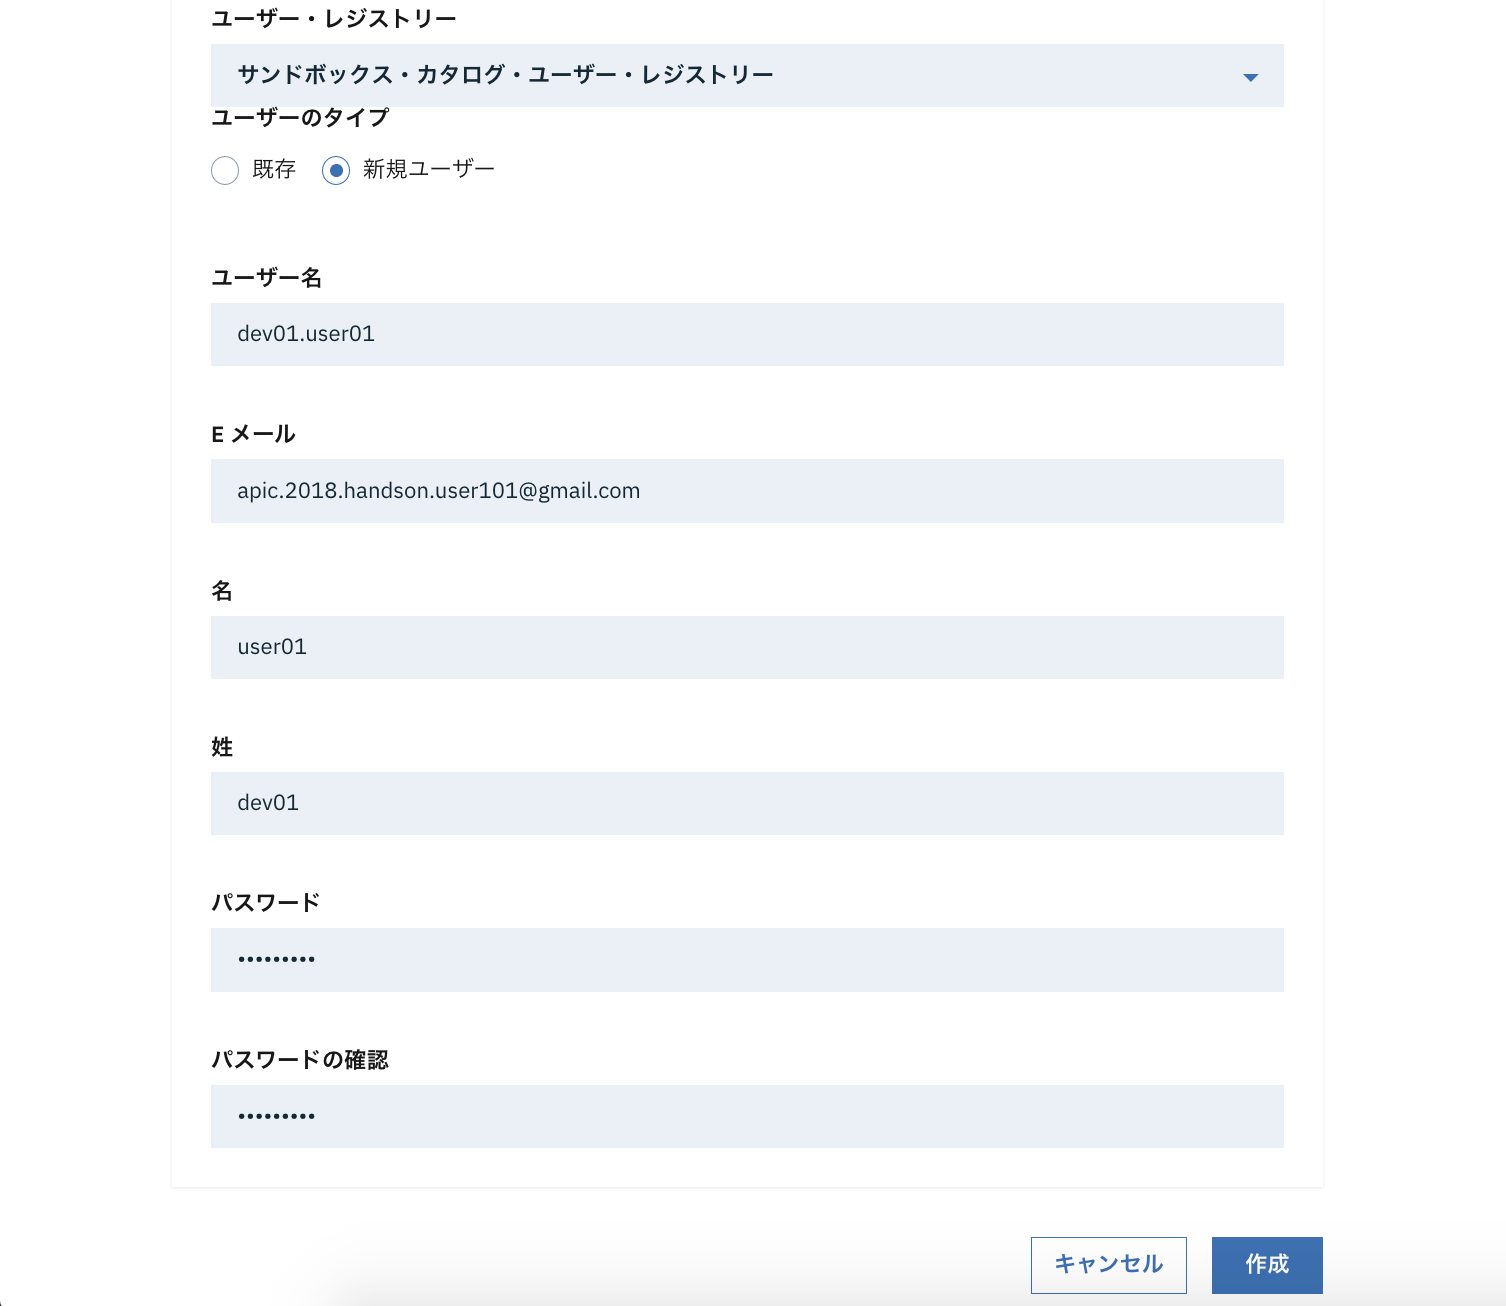 ユーザー・レジストリー
サンドボックス・カタログ・ユーザー・レジストリー
ユーザーのタイプ
既存 新規ユーザー
ユーザー名
dev01.user01
E メール
apic.2018.handson.user101@gmail.com
名
user01
姓
dev01
パスワード
•••••••••
パスワードの確認
•••••••••
キャンセル 作成